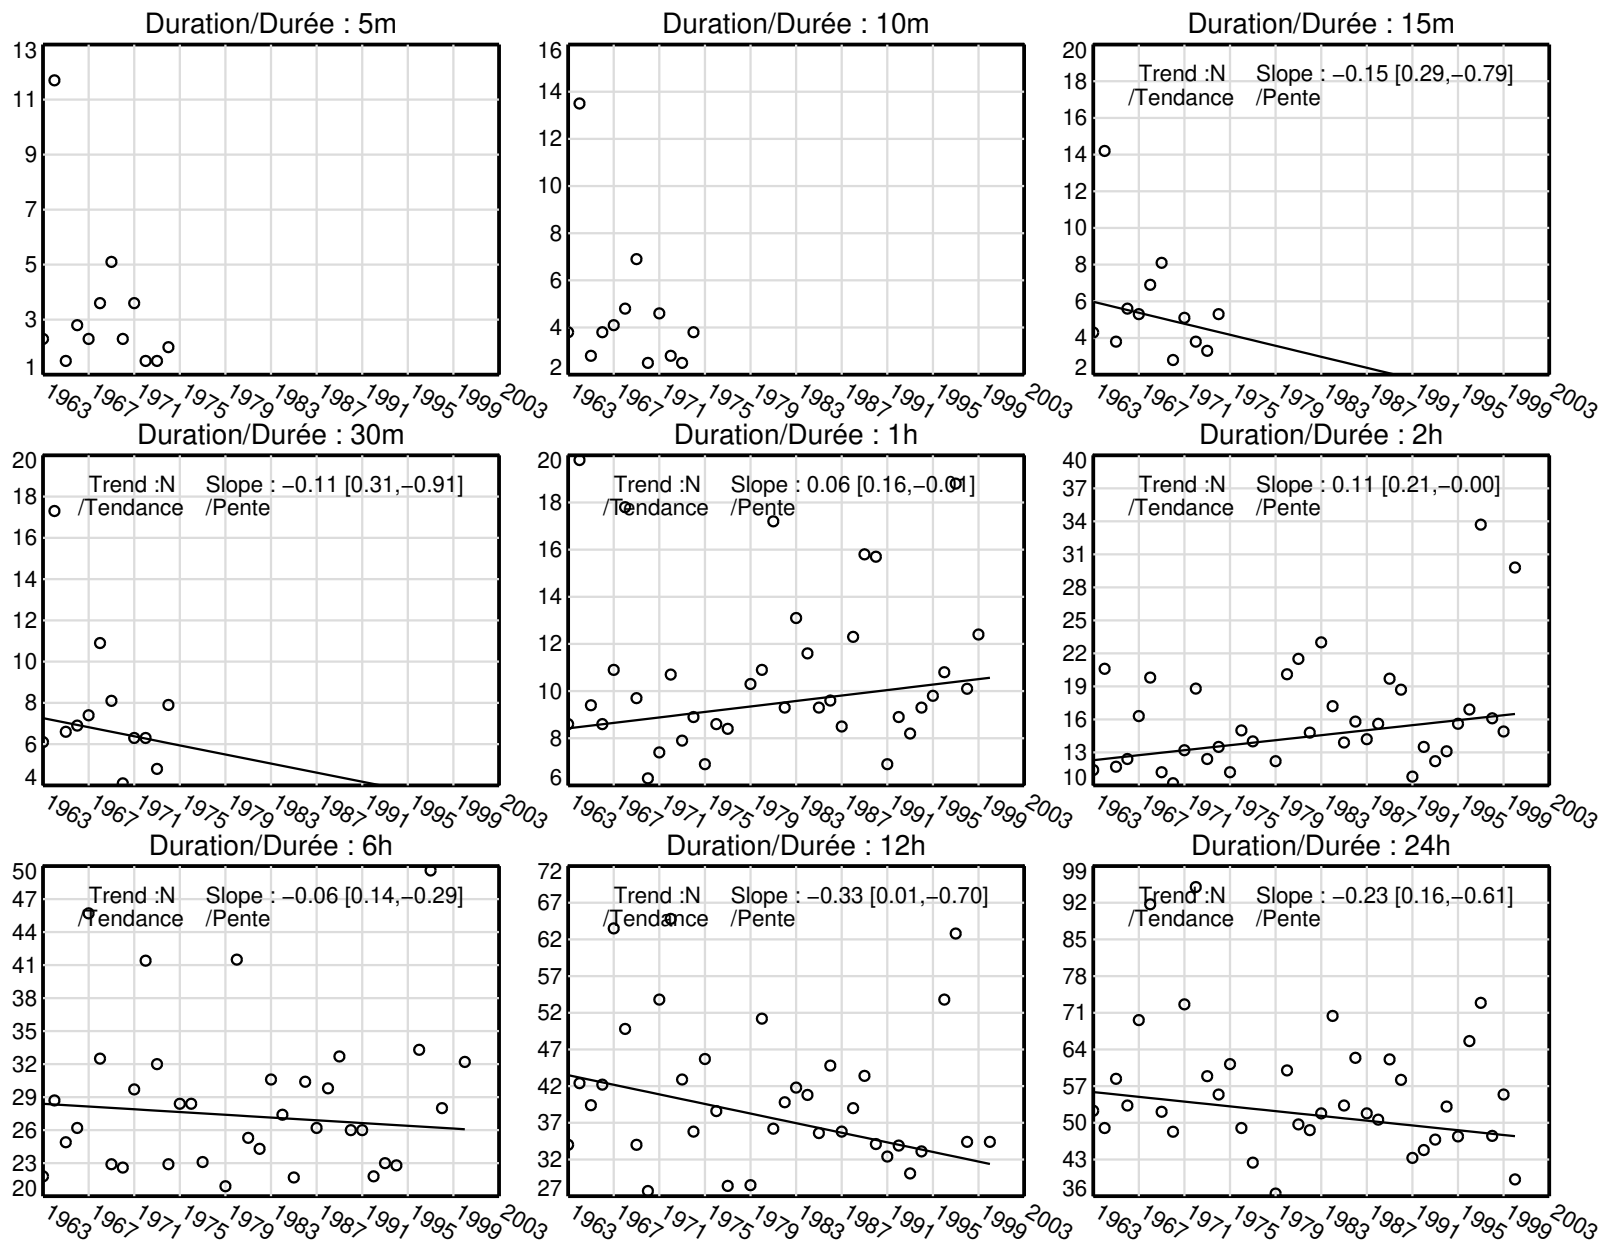 Duration/Durée : 5m
13
11
9
7
5
3
1
1963 1967 1971 1975 1979 1983 1987 1991 1995 1999 2003
Duration/Durée : 10m
16
14
12
10
8
6
4
2
1963 1967 1971 1975 1979 1983 1987 1991 1995 1999 2003
Duration/Durée : 15m
Trend :N Slope : −0.15 [0.29,−0.79]
/Tendance /Pente
20
18
16
14
12
10
8
6
4
2
1963 1967 1971 1975 1979 1983 1987 1991 1995 1999 2003
Duration/Durée : 30m
Trend :N Slope : −0.11 [0.31,−0.91]
/Tendance /Pente
20
18
16
14
12
10
8
6
4
1963 1967 1971 1975 1979 1983 1987 1991 1995 1999 2003
Duration/Durée : 1h
Trend :N Slope : 0.06 [0.16,−0.01]
/Tendance /Pente
20
18
16
14
12
10
8
6
1963 1967 1971 1975 1979 1983 1987 1991 1995 1999 2003
Duration/Durée : 2h
Trend :N Slope : 0.11 [0.21,−0.00]
/Tendance /Pente
40
37
34
31
28
25
22
19
16
13
10
1963 1967 1971 1975 1979 1983 1987 1991 1995 1999 2003
Duration/Durée : 6h
Trend :N Slope : −0.06 [0.14,−0.29]
/Tendance /Pente
50
47
44
41
38
35
32
29
26
23
20
1963 1967 1971 1975 1979 1983 1987 1991 1995 1999 2003
Duration/Durée : 12h
Trend :N Slope : −0.33 [0.01,−0.70]
/Tendance /Pente
72
67
62
57
52
47
42
37
32
27
1963 1967 1971 1975 1979 1983 1987 1991 1995 1999 2003
Duration/Durée : 24h
Trend :N Slope : −0.23 [0.16,−0.61]
/Tendance /Pente
99
92
85
78
71
64
57
50
43
36
1963 1967 1971 1975 1979 1983 1987 1991 1995 1999 2003